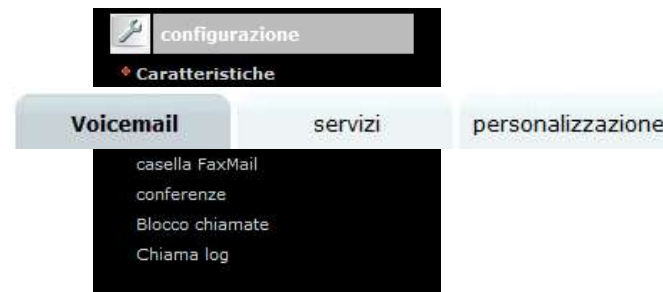 configurazione
Caratteristiche
Voicemail servizi personalizzazione
casella FaxMail
conferenze
Blocco chiamate
Chiama log